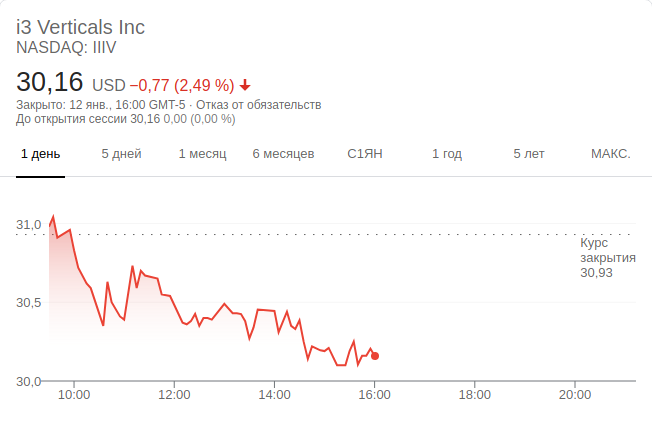 i3 Verticals Inc
NASDAQ: IIIV
30,16 USD −0,77 (2,49 %)
Закрыто: 12 янв., 16:00 GMT-5 · Отказ от обязательств
До открытия сессии 30,16 0,00 (0,00 %)
1 день 5 дней 1 месяц 6 месяцев С1ЯН 1 год 5 лет МАКС.
31,0
Курс
закрытия
30,93
30,5
30,0
10:00 12:00 14:00 16:00 18:00 20:00